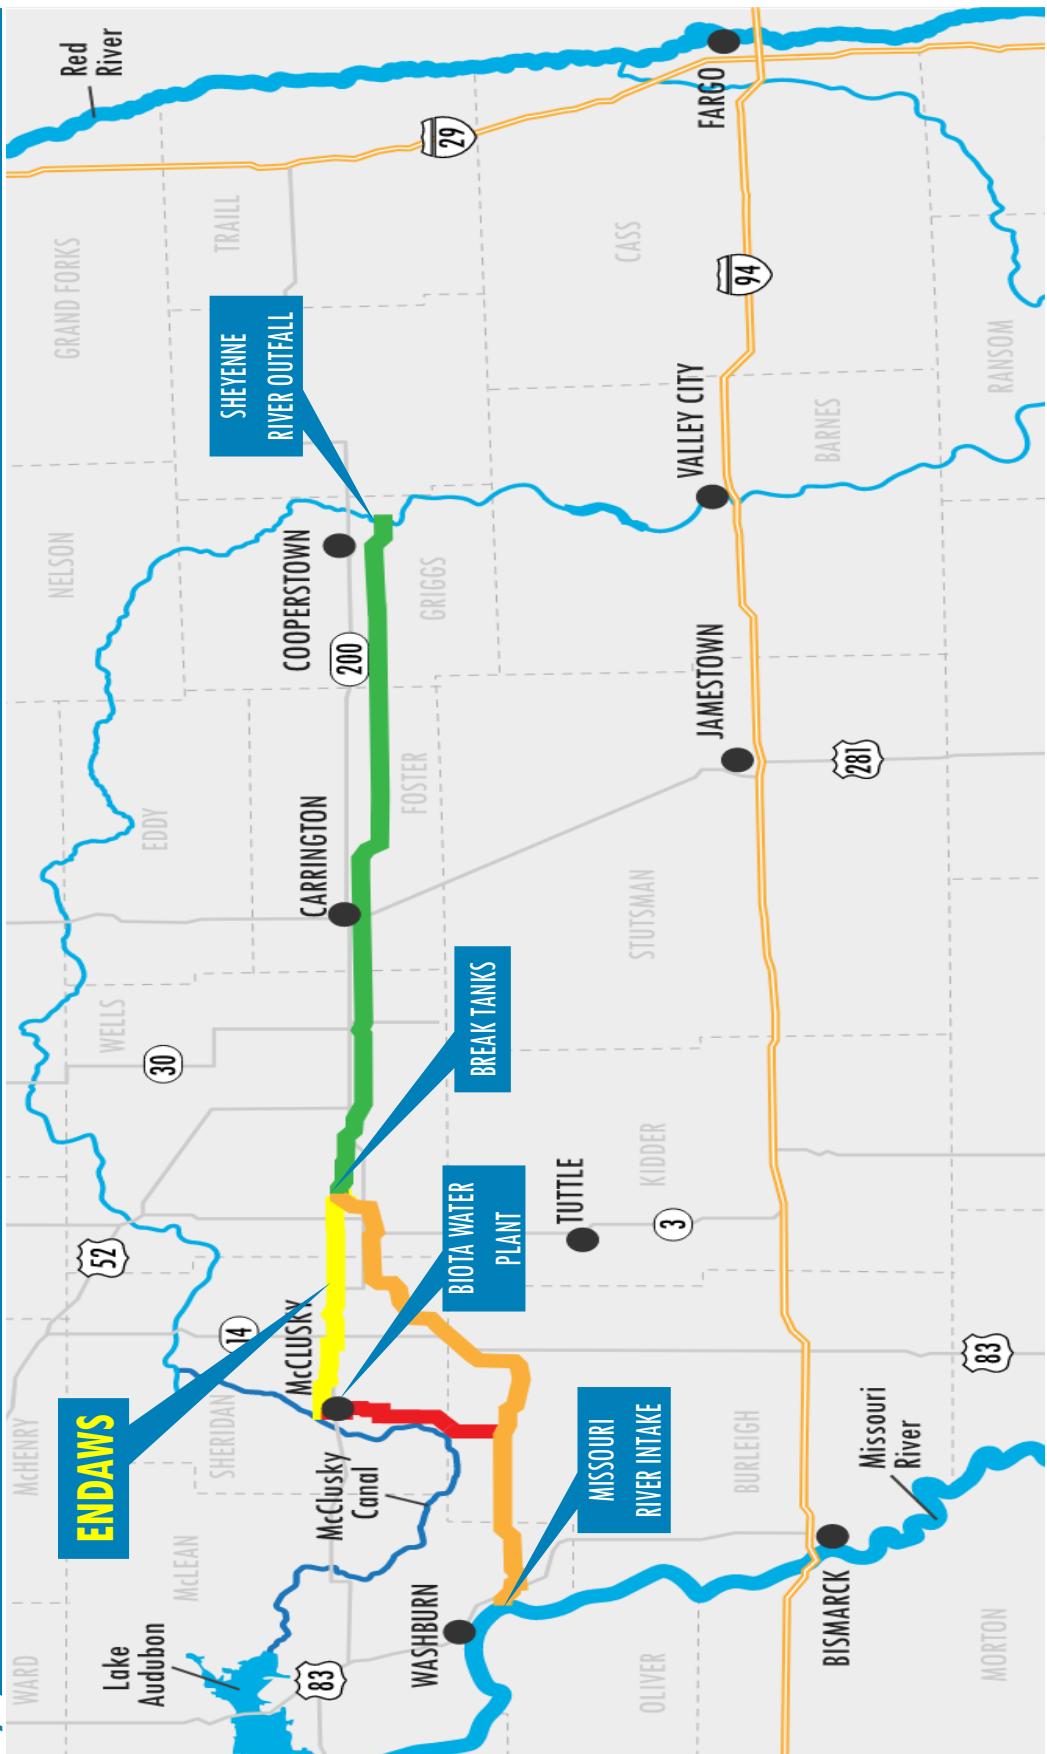 WARD
McHENRY
NELSON
GRAND FORKS
Red
River
ENDAWS
52
WELLS
Lake
Audubon
EDDY
30
McLEAN
SHERIDAN
TRAILL
SHEYENNE
RIVER OUTFALL
14
McCLUSKY
COOPERSTOWN
CARRINGTON
83
McClusky
Canal
200
FOSTER
WASHBURN
GRIGGS
29
BIOTA WATER
PLANT
BREAK TANKS
TUTTLE
MISSOURI
RIVER INTAKE
CASS
STUTSMAN
OLIVER
KIDDER
3
VALLEY CITY
JAMESTOWN
FARGO
BURLEIGH
94
BARNES
BISMARCK
281
Missouri
River
83
MORTON
RANSOM